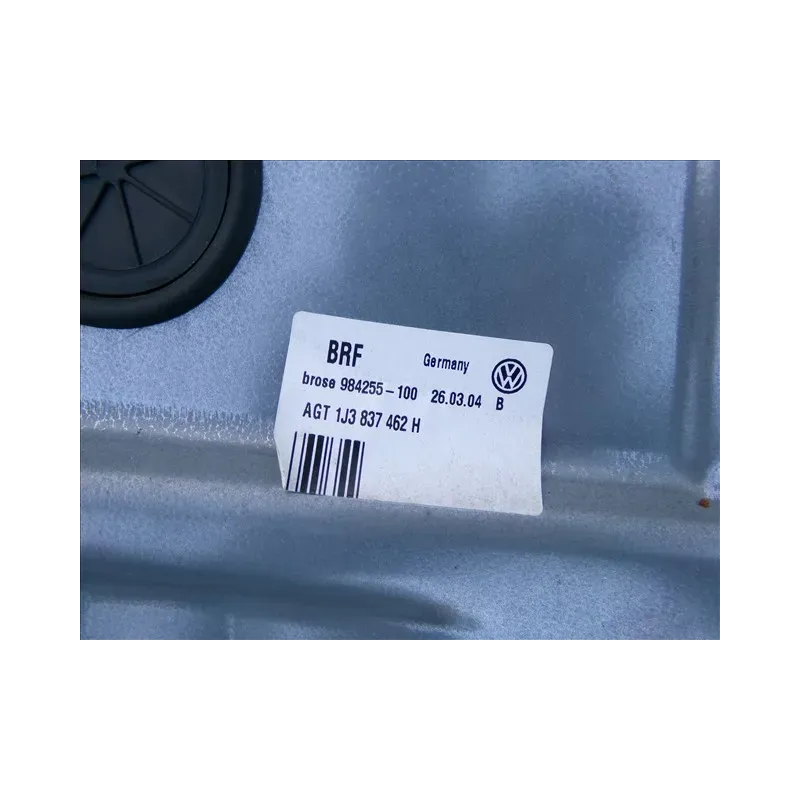 BRF Germany
brose 984255-100 26.03.04 B
AGT 1J3 837 462 H